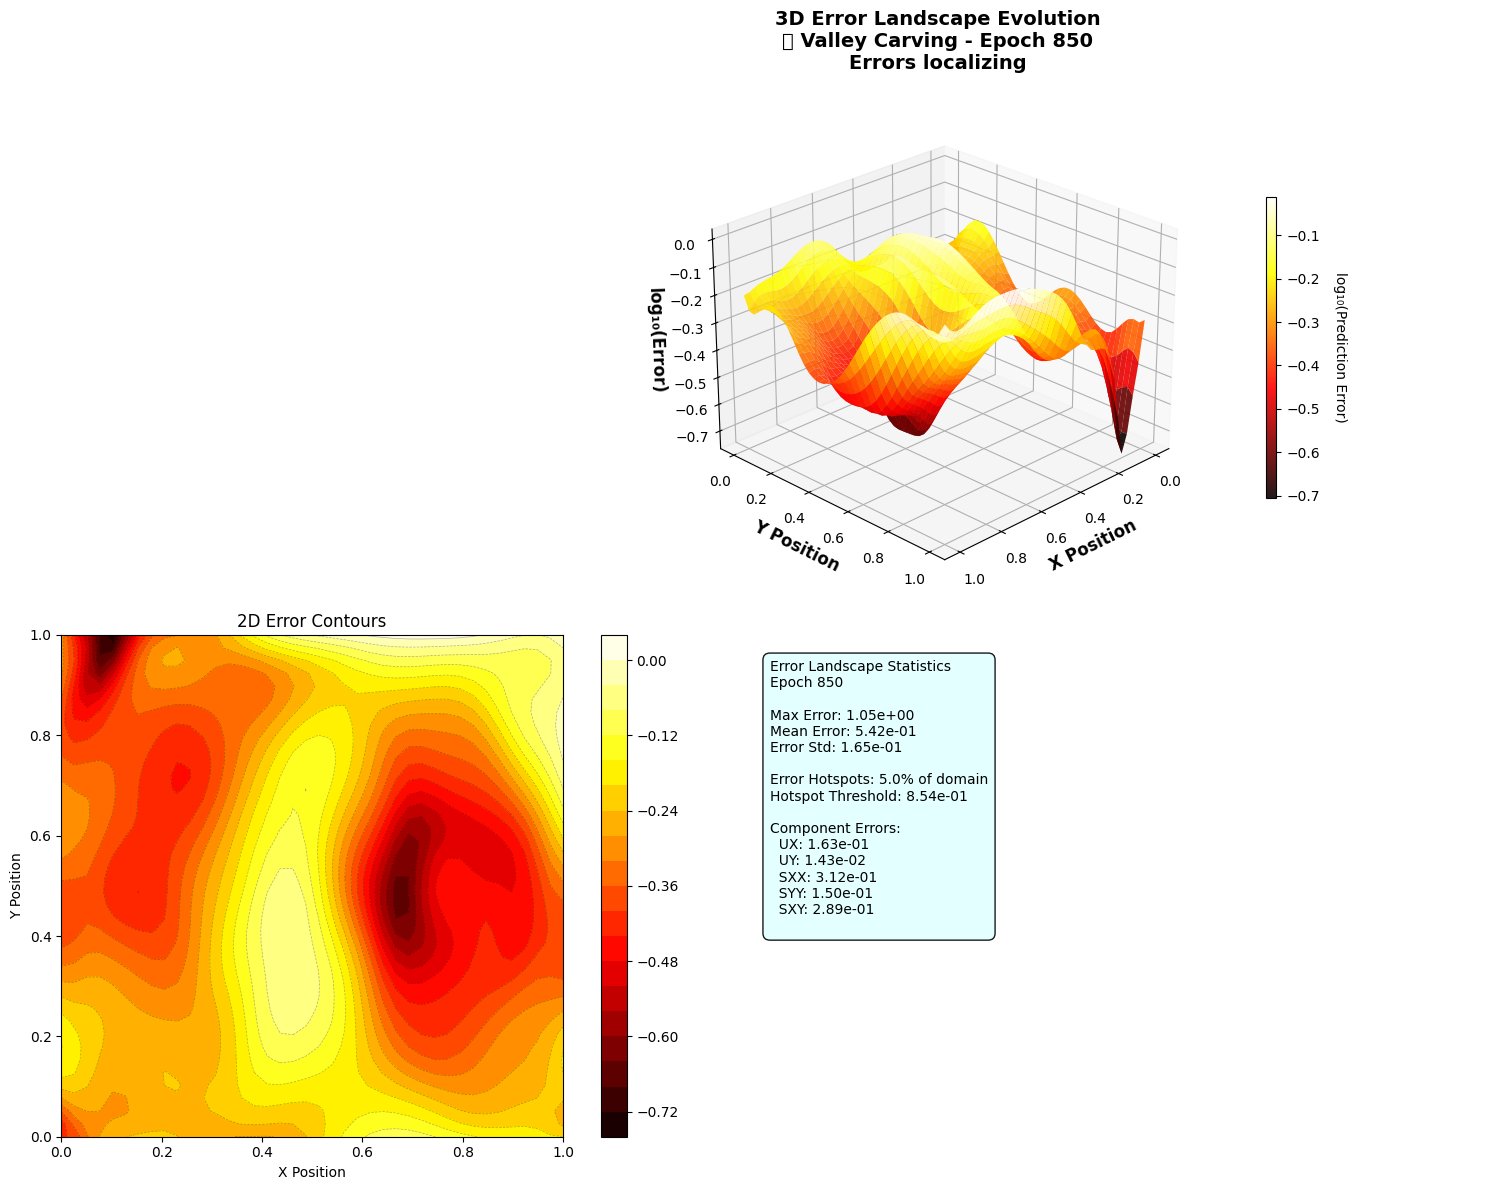 3D Error Landscape Evolution
▯ Valley Carving - Epoch 850
Errors localizing
0.0
−0.1
−0.2
−0.3
−0.4
−0.5
−0.6
−0.7
log₁₀(Error)
0.0
0.2
0.4
0.6
0.8
1.0
Y Position
0.0
0.2
0.4
0.6
0.8
1.0
X Position
−0.1
−0.2
−0.3
−0.4
−0.5
−0.6
−0.7
log₁₀(Prediction Error)
2D Error Contours
1.0
0.8
0.6
0.4
0.2
0.0
Y Position
0.0
0.2
0.4
0.6
0.8
1.0
X Position
0.00
−0.12
−0.24
−0.36
−0.48
−0.60
−0.72
Error Landscape Statistics
Epoch 850
Max Error: 1.05e+00
Mean Error: 5.42e-01
Error Std: 1.65e-01
Error Hotspots: 5.0% of domain
Hotspot Threshold: 8.54e-01
Component Errors:
UX: 1.63e-01
UY: 1.43e-02
SXX: 3.12e-01
SYY: 1.50e-01
SXY: 2.89e-01